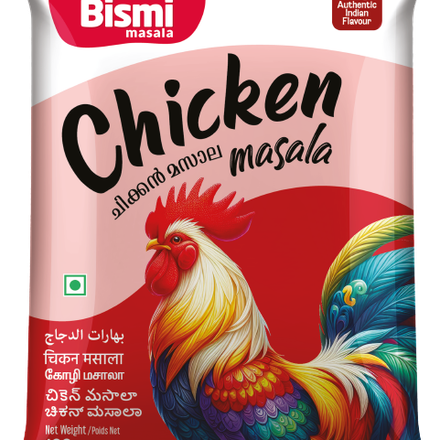 Bismi
masala
Authentic
Indian
Flavour
Chicken
masala
ചിക്കൻ മസാല
بهارات الدجاج
चिकन मसाला
கோழி மசாலா
చికెన్ మసాలా
ಚಿಕನ್ ಮಸಾಲಾ
Net Weight / Poids Net